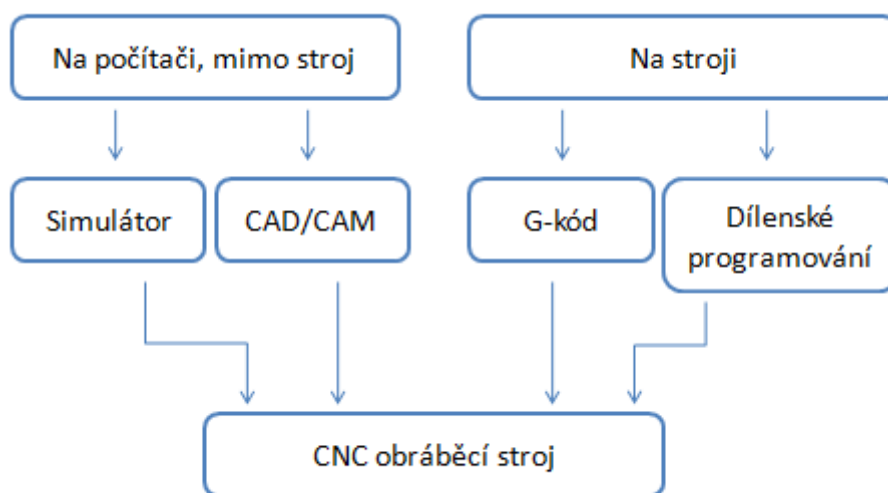 Na počítači, mimo stroj
Na stroji
Simulátor
CAD/CAM
G-kód
Dílenské
programování
CNC obráběcí stroj